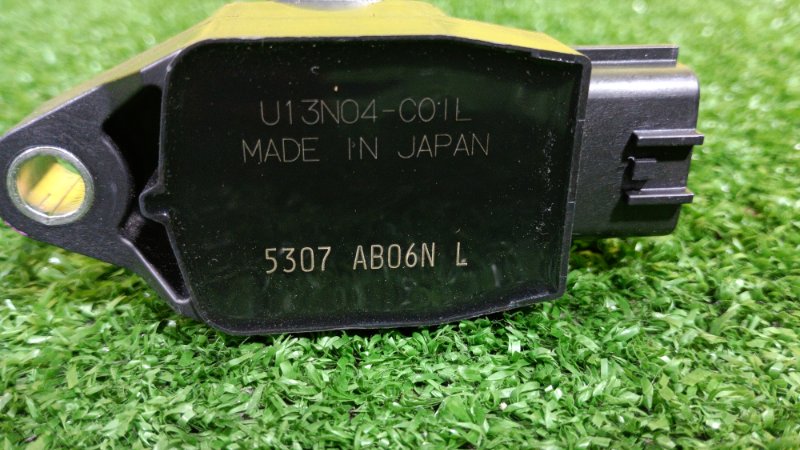 U13N04-COIL
MADE IN JAPAN
5307 AB06N L